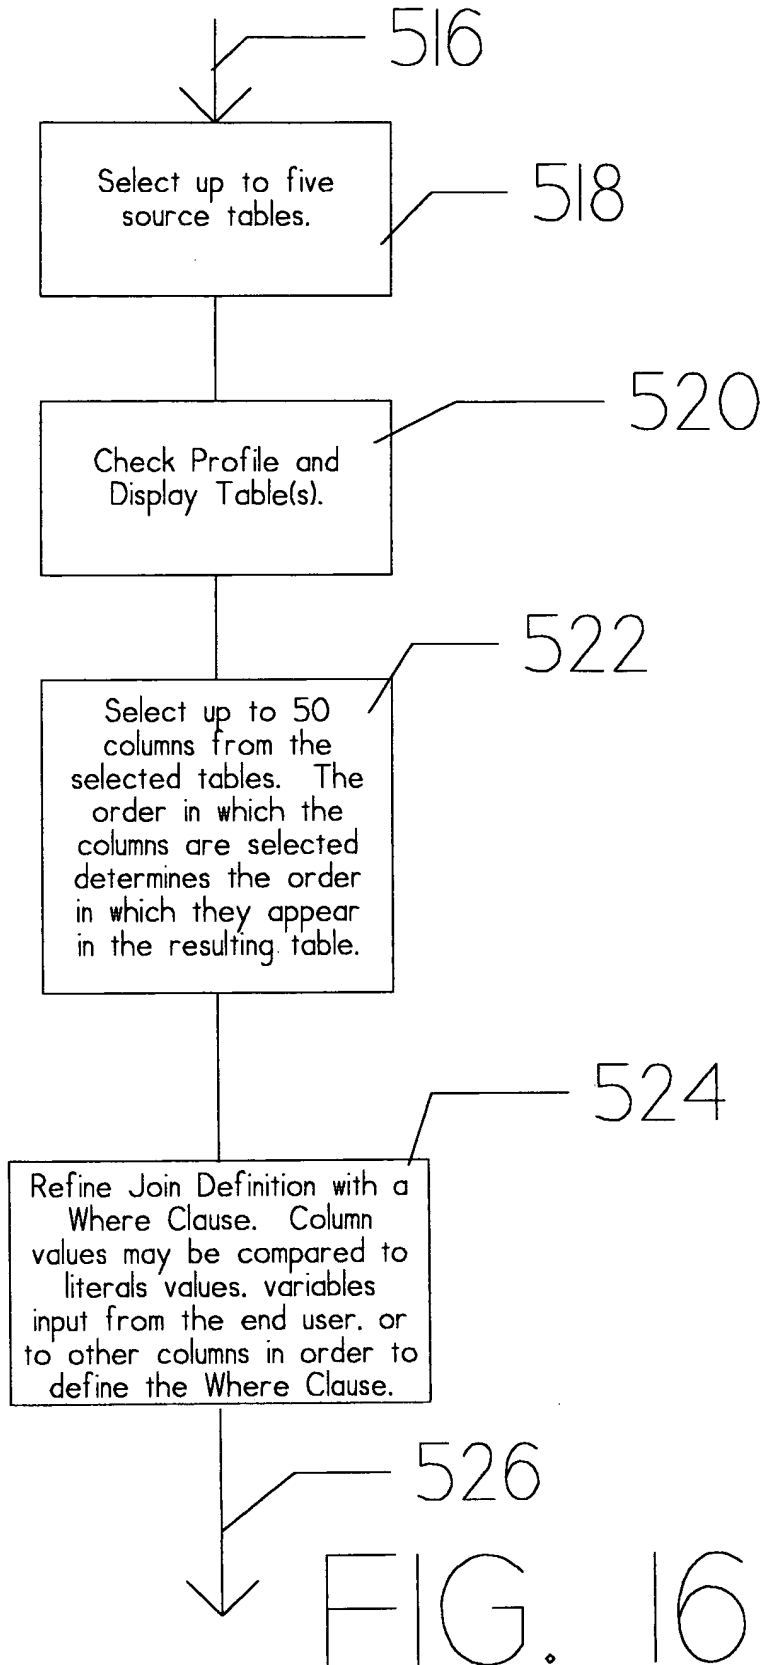 516
Select up to five
source tables.
518
520
Check Profile and
Display Table(s).
522
Select up to 50
columns from the
selected tables. The
order in which the
columns are selected
determines the order
in which they appear
in the resulting table.
524
Refine Join Definition with a
Where Clause. Column
values may be compared to
literals values. variables
input from the end user. or
to other columns in order to
define the Where Clause.
526
FIG. 16